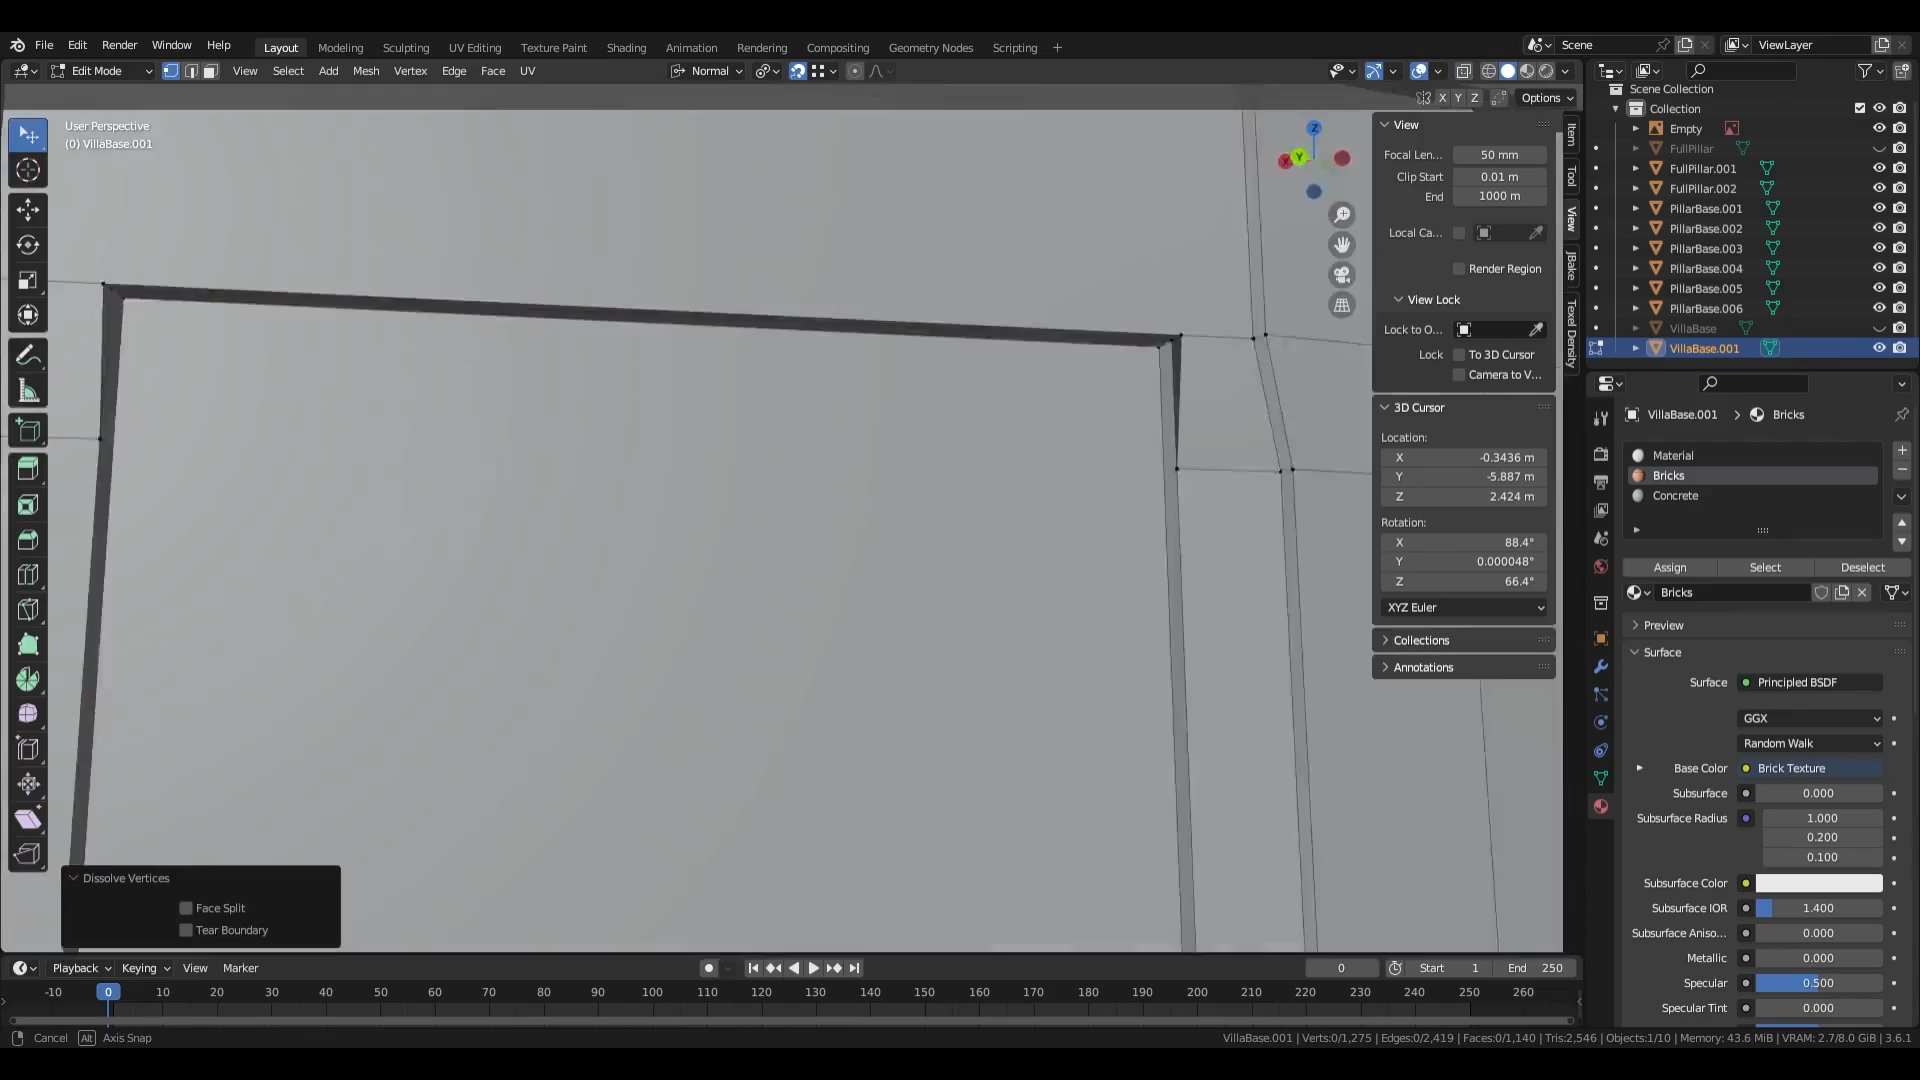 File Edit Render Window Help Layout Modeling Sculpting UV Editing Texture Paint Shading Animation Rendering Compositing Geometry Nodes Scripting + Scene ViewLayer
Edit Mode View Select Add Mesh Vertex Edge Face UV Normal
X Y Z Options
User Perspective
(0) VillaBase.001
Z
X
Y
View
Focal Len... 50 mm
Clip Start 0.01 m
End 1000 m
Local Ca...
Render Region
View Lock
Lock to O...
Lock To 3D Cursor
Camera to V...
3D Cursor
Location:
X -0.3436 m
Y -5.887 m
Z 2.424 m
Rotation:
X 88.4°
Y 0.000048°
Z 66.4°
XYZ Euler
Collections
Annotations
Item
Tool
View
JBake
Texel Density
Scene Collection
Collection
Empty
FullPillar
FullPillar.001
FullPillar.002
PillarBase.001
PillarBase.002
PillarBase.003
PillarBase.004
PillarBase.005
PillarBase.006
VillaBase
VillaBase.001
VillaBase.001 > Bricks
Material
Bricks
Concrete
Assign Select Deselect
Bricks
Preview
Surface
Surface Principled BSDF
GGX
Random Walk
Base Color Brick Texture
Subsurface 0.000
Subsurface Radius 1.000
0.200
0.100
Subsurface Color
Subsurface IOR 1.400
Subsurface Aniso... 0.000
Metallic 0.000
Specular 0.500
Specular Tint 0.000
Dissolve Vertices
Face Split
Tear Boundary
Playback Keying View Marker 0 Start 1 End 250
-10 0 10 20 30 40 50 60 70 80 90 100 110 120 130 140 150 160 170 180 190 200 210 220 230 240 250 260
Cancel Alt Axis Snap VillaBase.001 | Verts:0/1,275 | Edges:0/2,419 | Faces:0/1,140 | Tris:2,546 | Objects:1/10 | Memory: 43.6 MiB | VRAM: 2.7/8.0 GiB | 3.6.1